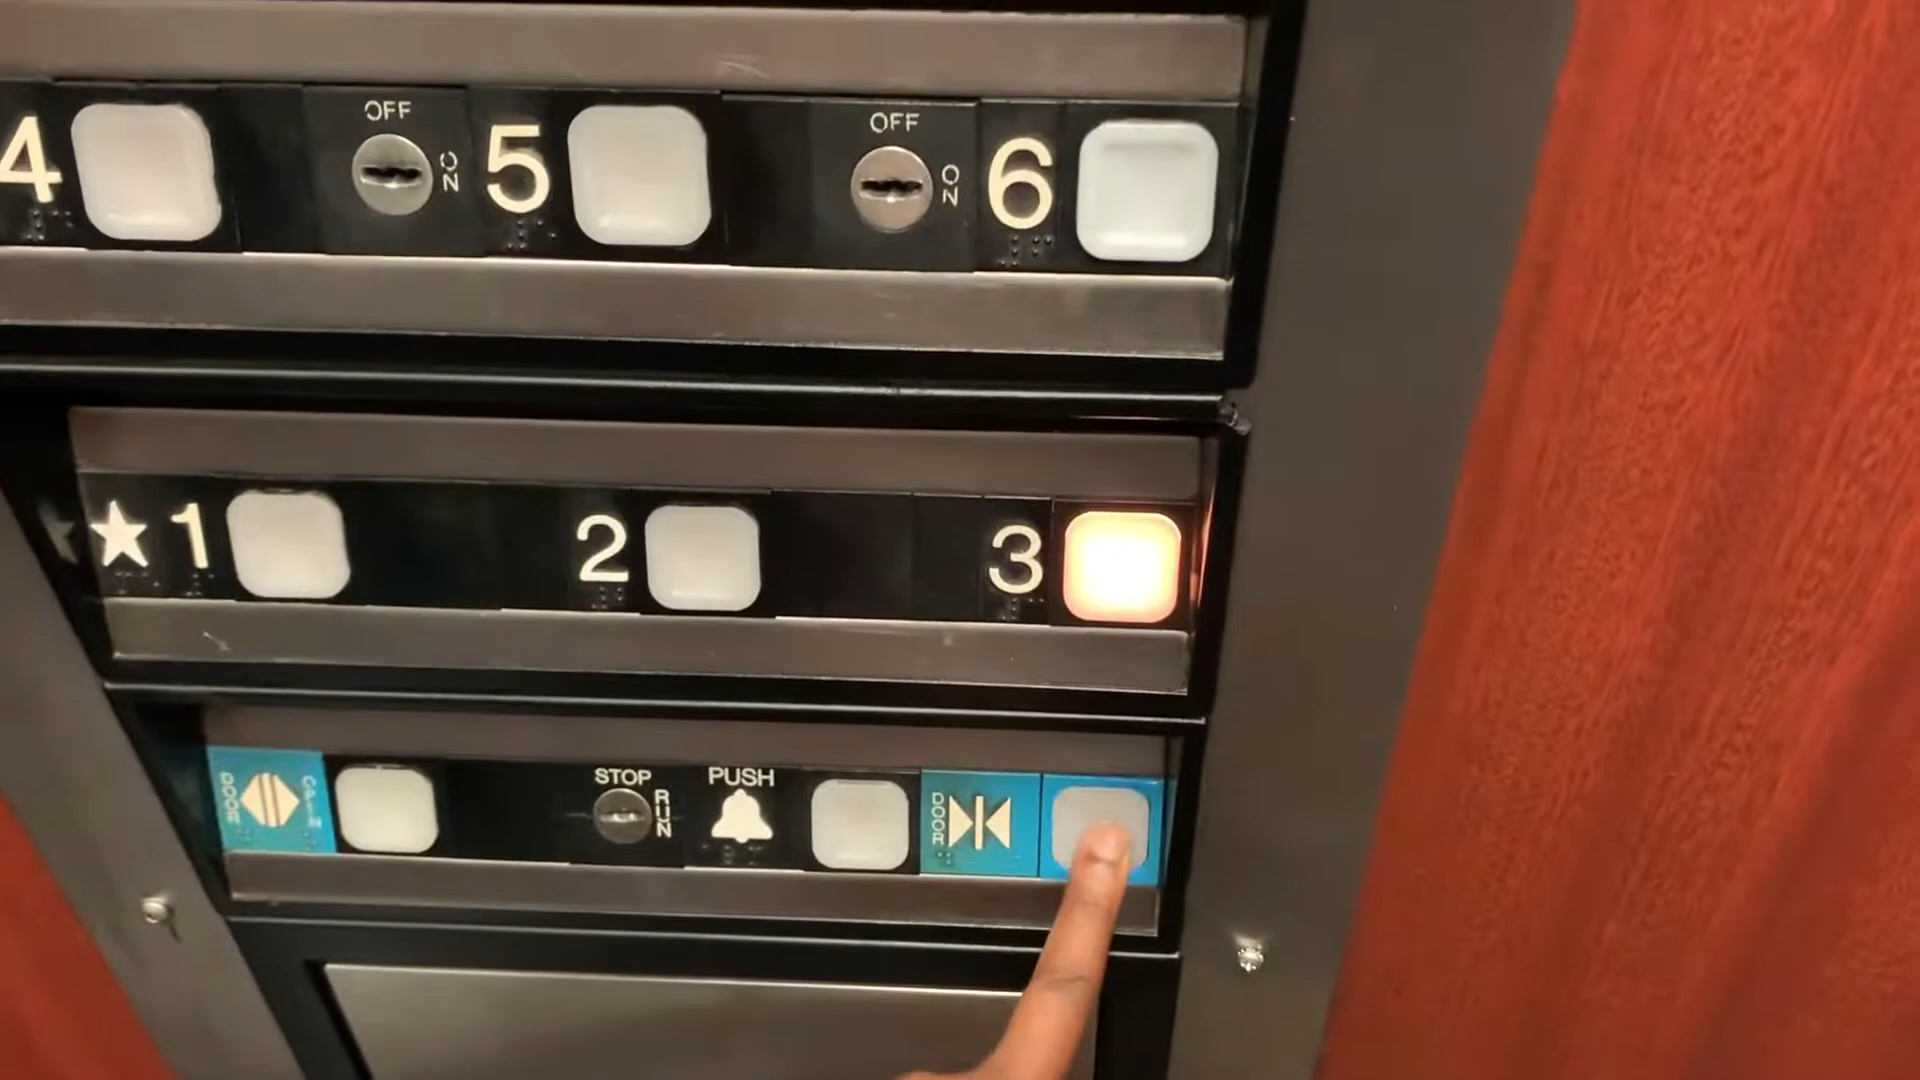 4 OFF ON 5 OFF ON 6
★ 1 2 3
DOOR OPEN STOP RUN PUSH DOOR